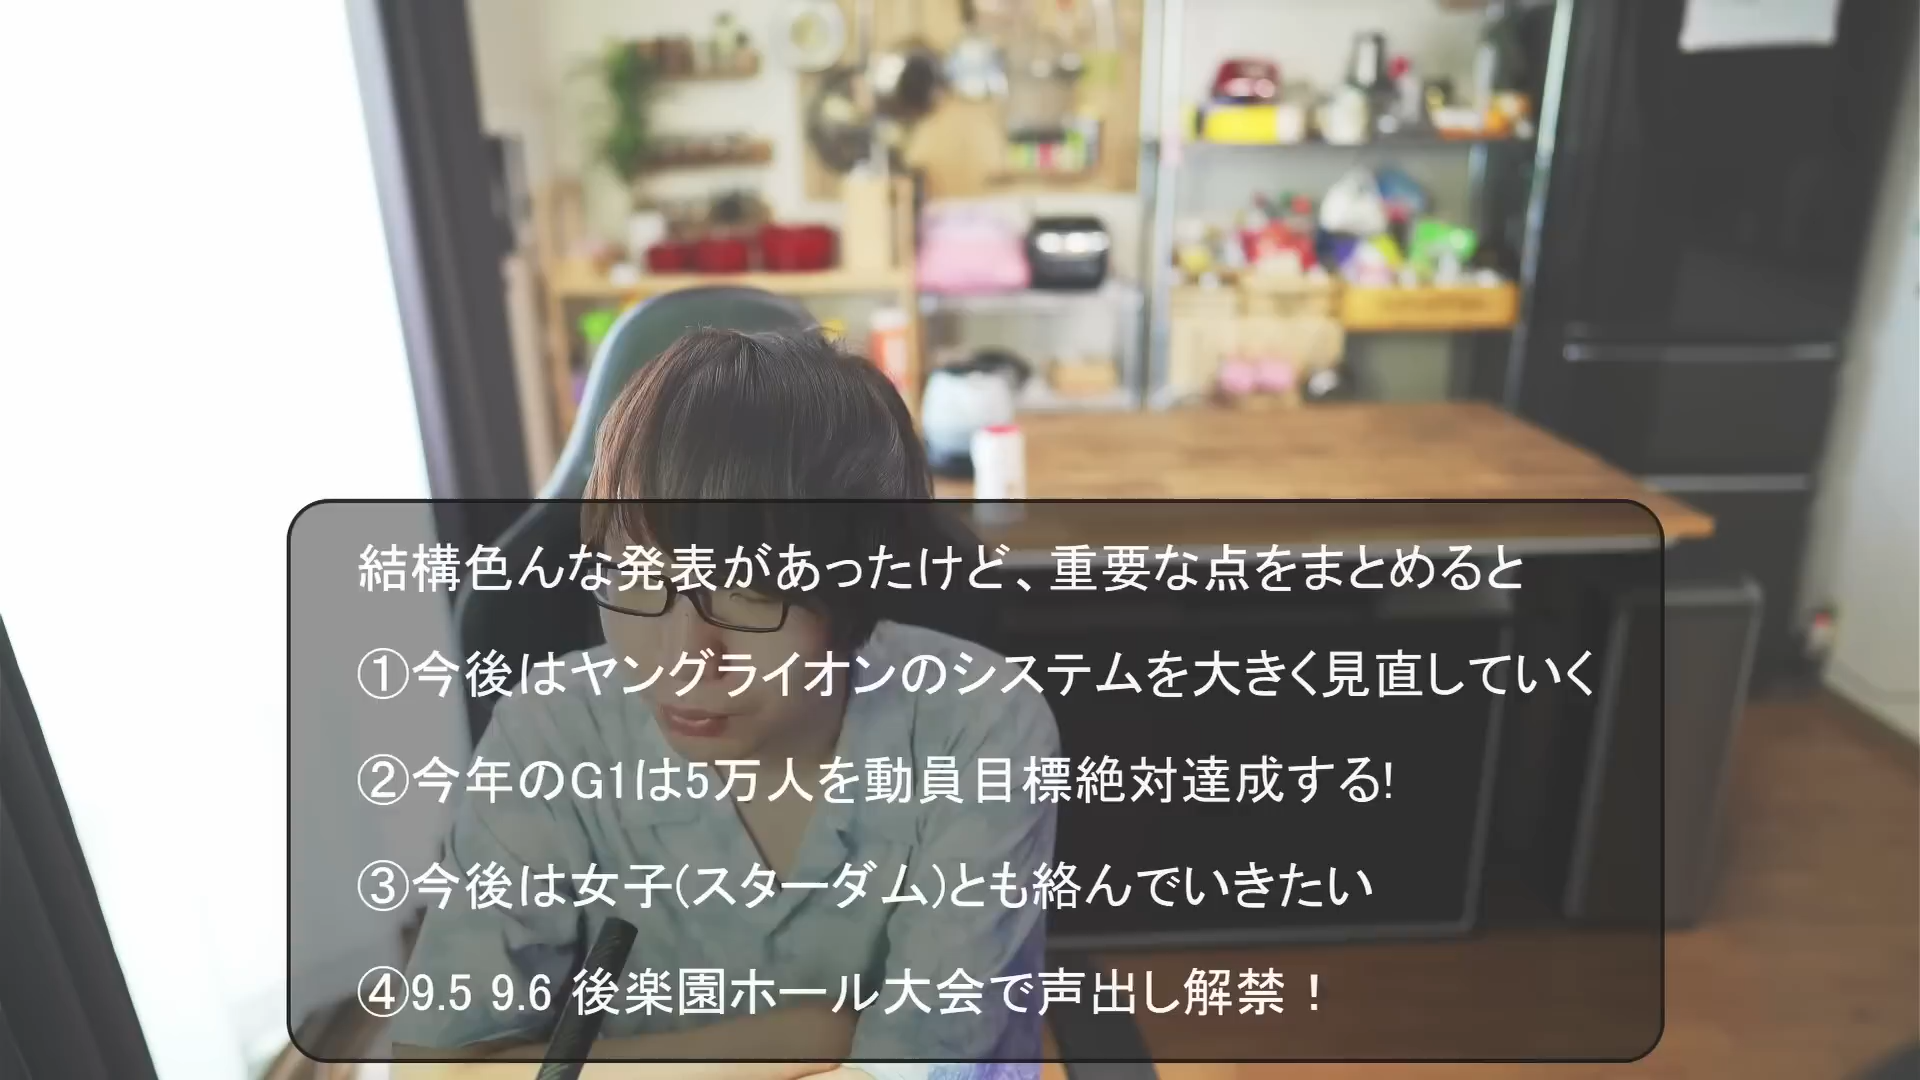 結構色んな発表があったけど、重要な点をまとめると
①今後はヤングライオンのシステムを大きく見直していく
②今年のG1は5万人を動員目標絶対達成する!
③今後は女子(スターダム)とも絡んでいきたい
④9.5 9.6 後楽園ホール大会で声出し解禁！